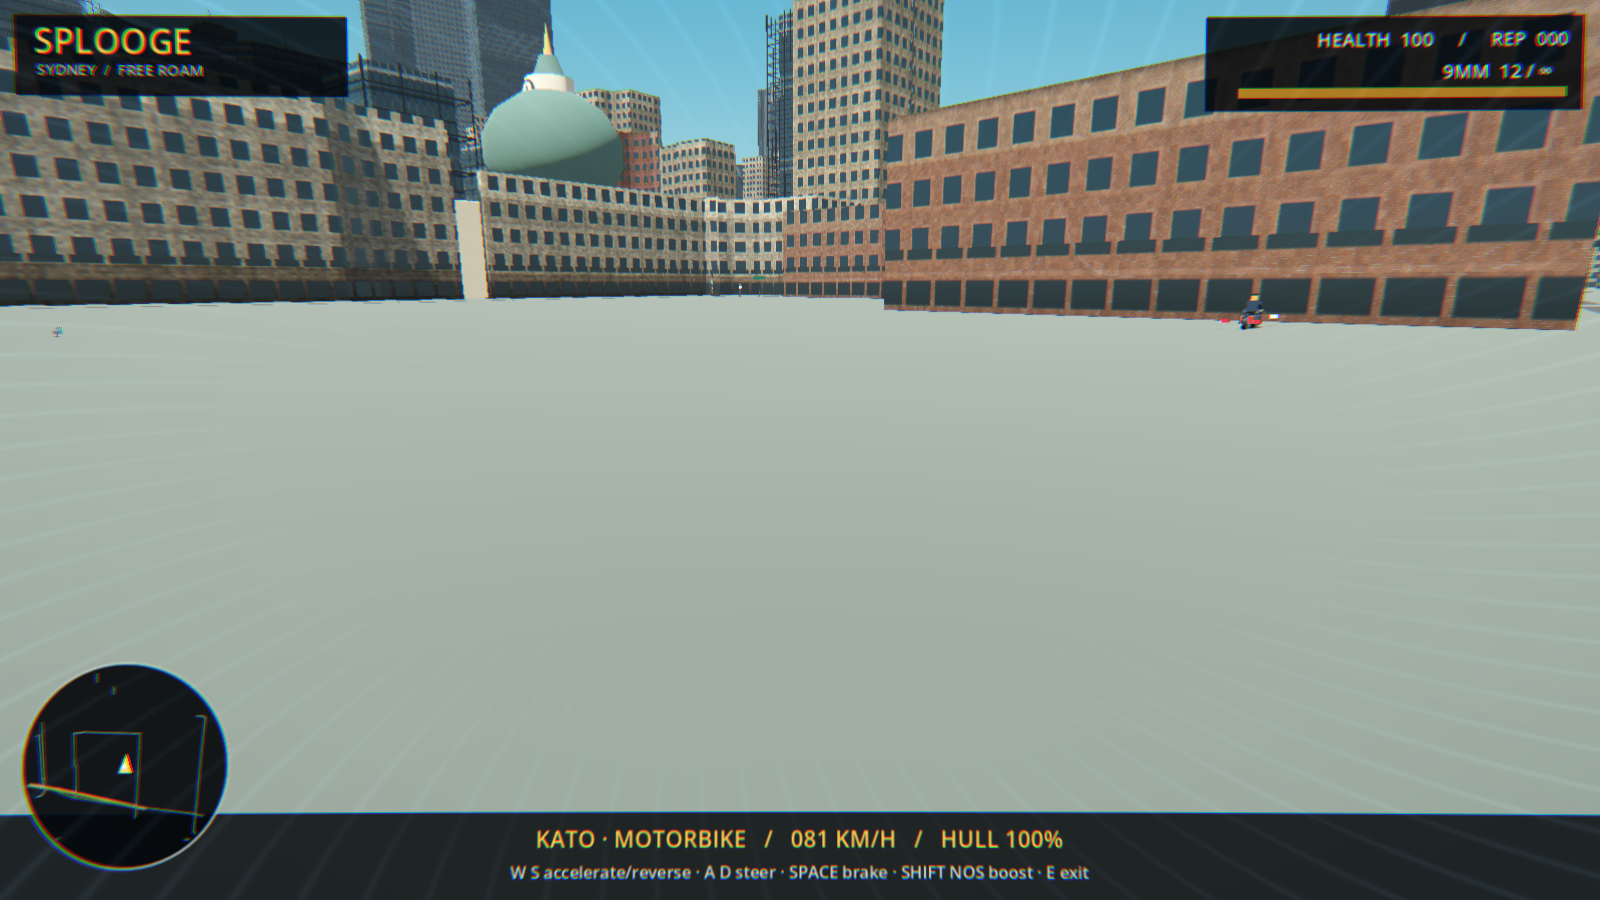 SPLOOGE
SYDNEY // FREE ROAM
HEALTH 100 / REP 000
9MM 12/∞
KATO · MOTORBIKE / 081 KM/H / HULL 100%
W S accelerate/reverse · A D steer · SPACE brake · SHIFT NOS boost · E exit